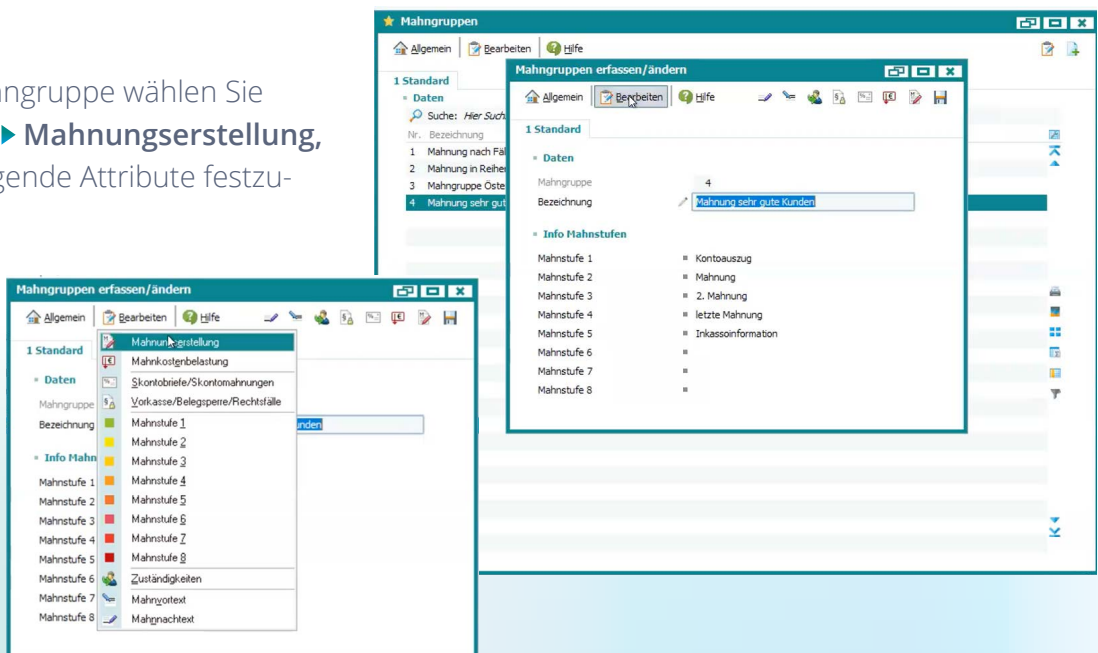 ngruppe wählen Sie
Mahnungserstellung,
gende Attribute festzu-
Mahngruppen
Allgemein Bearbeiten Hilfe
1 Standard
Daten
Suche: Hier Such
Nr. Bezeichnung
1 Mahnung nach Fäl
2 Mahnung in Reihen
3 Mahngruppe Öste
4 Mahnung sehr gut
Mahngruppen erfassen/ändern
Allgemein Bearbeiten Hilfe
1 Standard
Daten
Mahngruppe 4
Bezeichnung Mahnung sehr gute Kunden
Info Mahnstufen
Mahnstufe 1 Kontoauszug
Mahnstufe 2 Mahnung
Mahnstufe 3 2. Mahnung
Mahnstufe 4 letzte Mahnung
Mahnstufe 5 Inkassoinformation
Mahnstufe 6
Mahnstufe 7
Mahnstufe 8
Mahngruppen erfassen/ändern
Allgemein Bearbeiten Hilfe
1 Standard
Daten
Mahngruppe
Bezeichnung unden
Info Mahn
Mahnstufe 1
Mahnstufe 2
Mahnstufe 3
Mahnstufe 4
Mahnstufe 5
Mahnstufe 6
Mahnstufe 7
Mahnstufe 8
Mahnungserstellung
Mahnkostenbelastung
Skontobriefe/Skontomahnungen
Vorkasse/Belegsperre/Rechtsfälle
Mahnstufe 1
Mahnstufe 2
Mahnstufe 3
Mahnstufe 4
Mahnstufe 5
Mahnstufe 6
Mahnstufe 7
Mahnstufe 8
Zuständigkeiten
Mahnvortext
Mahnnachtext